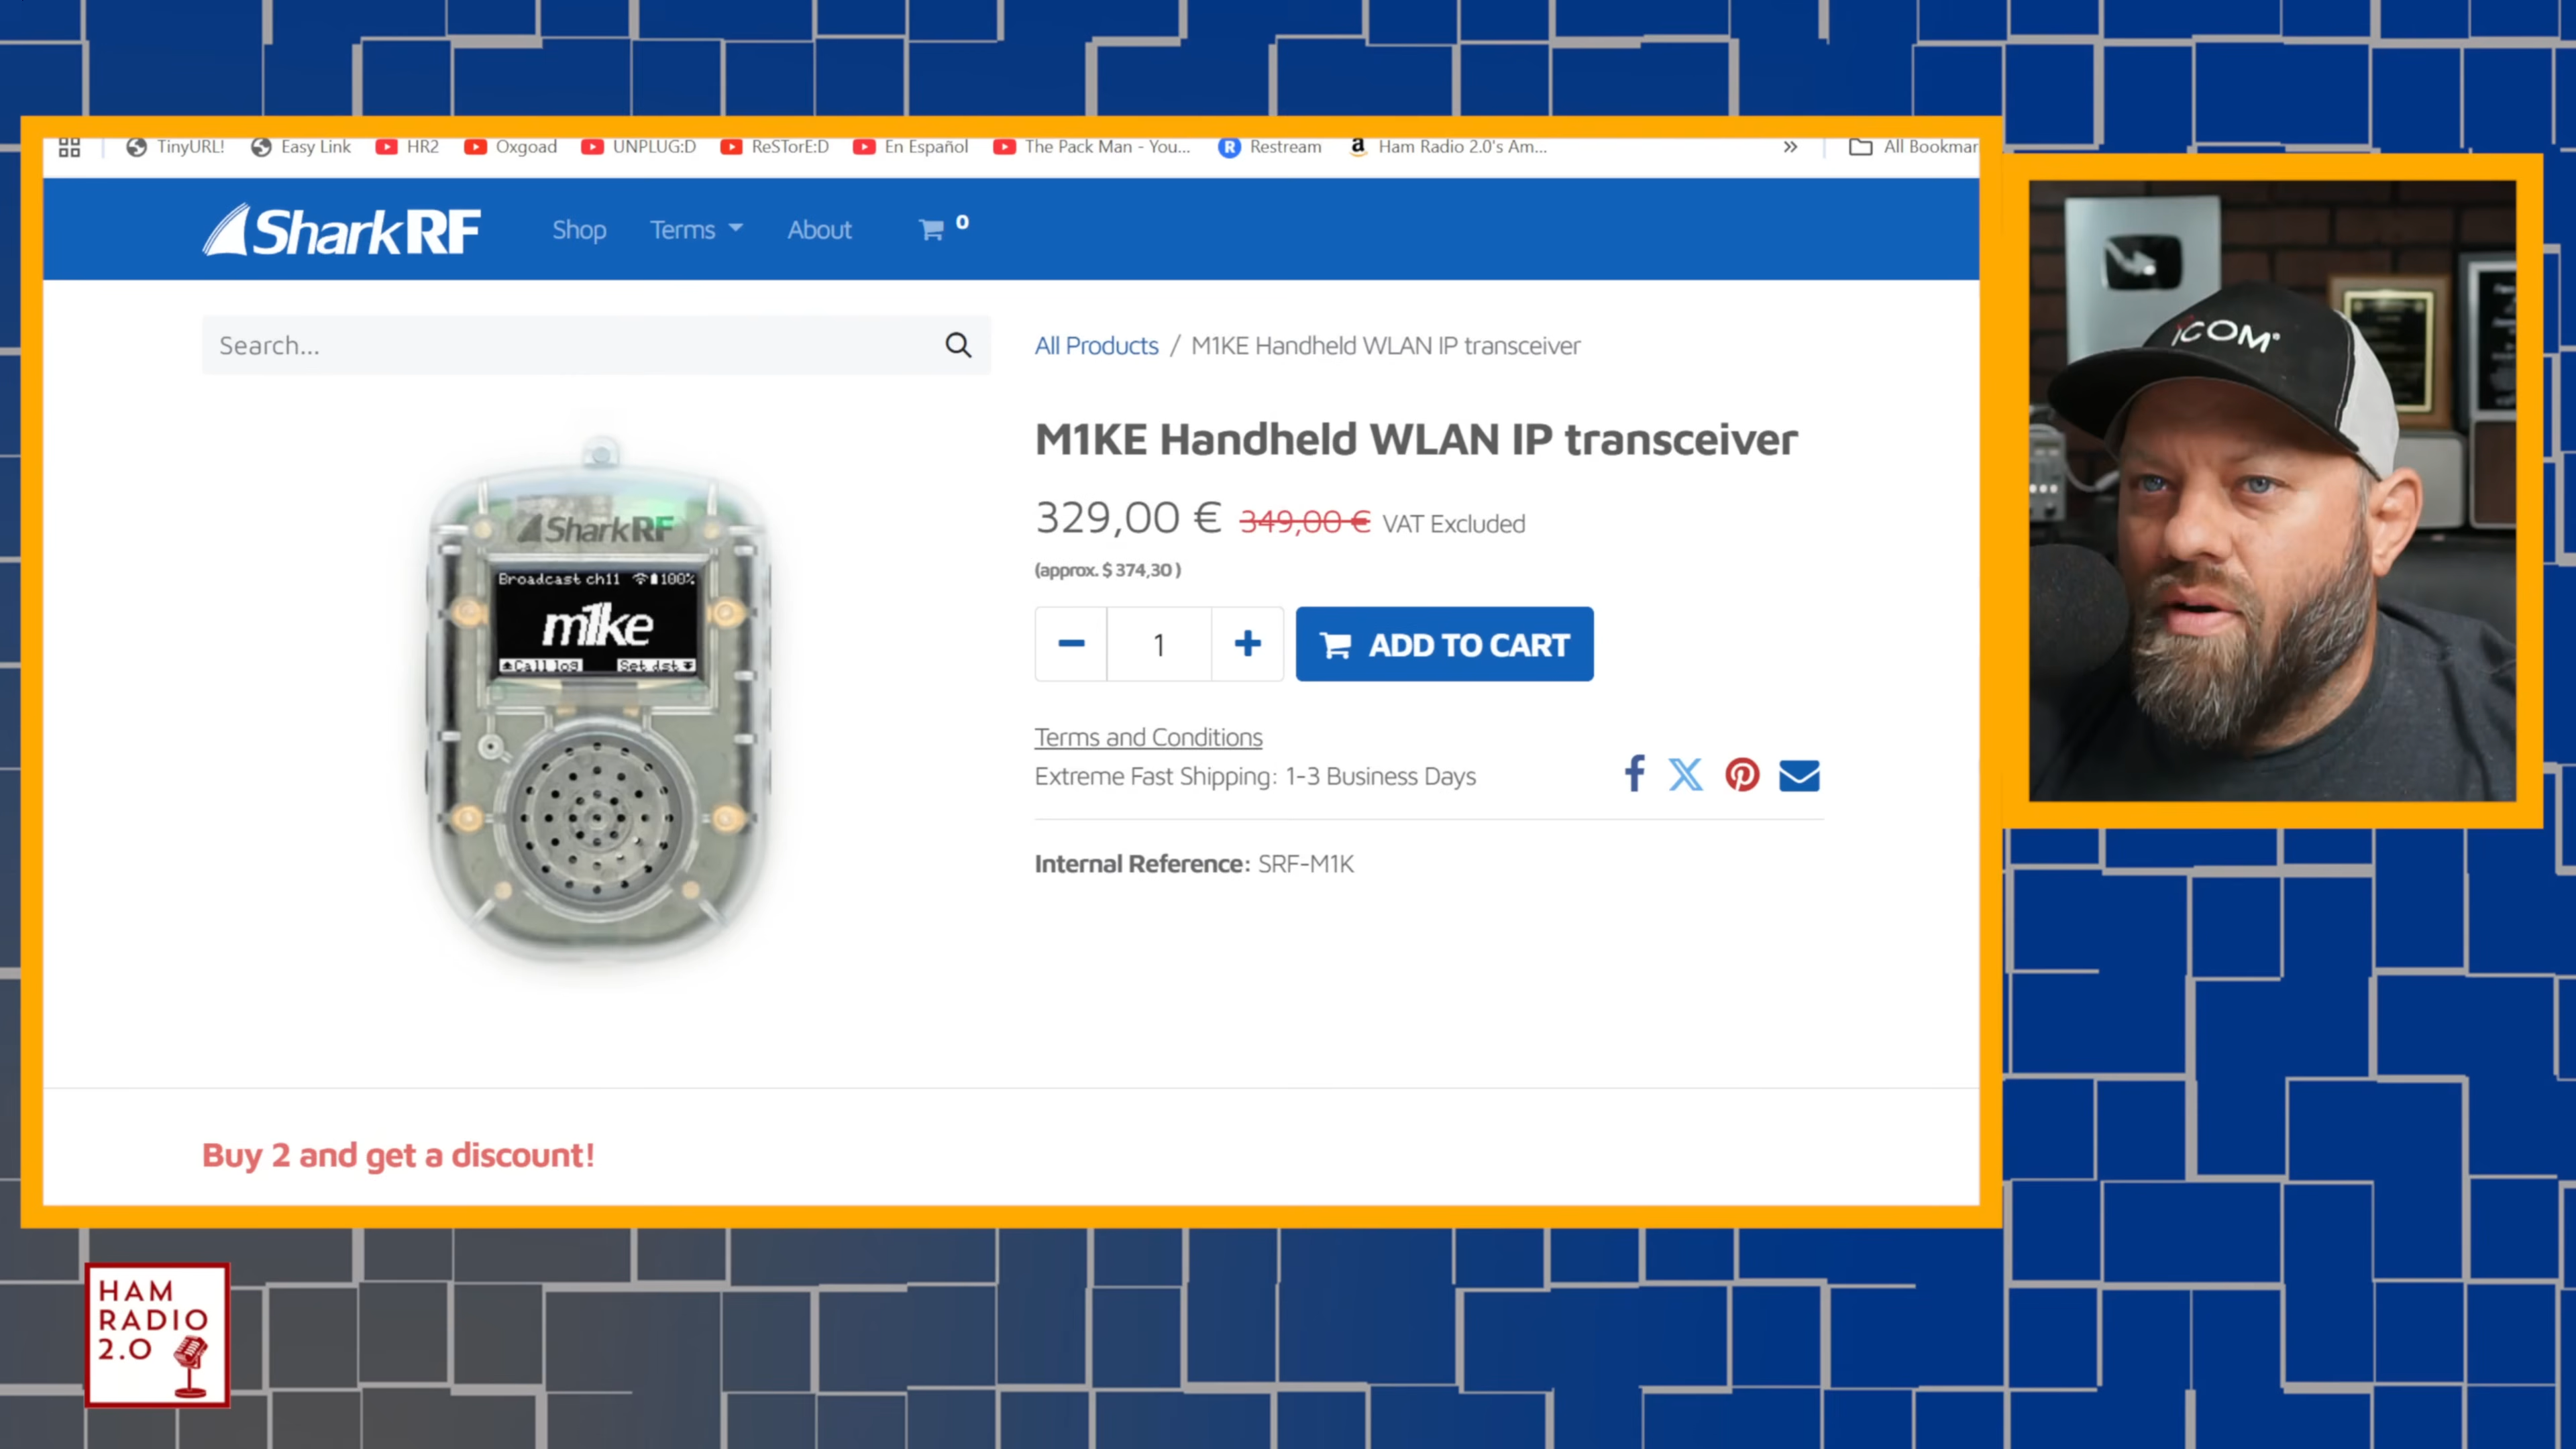 TinyURL! Easy Link HR2 Oxgoad UNPLUG:D ReSTorE:D En Español The Pack Man - You... R Restream a Ham Radio 2.0's Am... » All Bookmar
SharkRF Shop Terms About 0
Search...
All Products / M1KE Handheld WLAN IP transceiver
M1KE Handheld WLAN IP transceiver
329,00 € 349,00 € VAT Excluded
(approx. $ 374,30 )
− 1 + ADD TO CART
Terms and Conditions
Extreme Fast Shipping: 1-3 Business Days
Internal Reference: SRF-M1K
SharkRF
Broadcast ch11 100%
m1ke
Call log Set dst
Buy 2 and get a discount!
ICOM®
HAM
RADIO
2.0